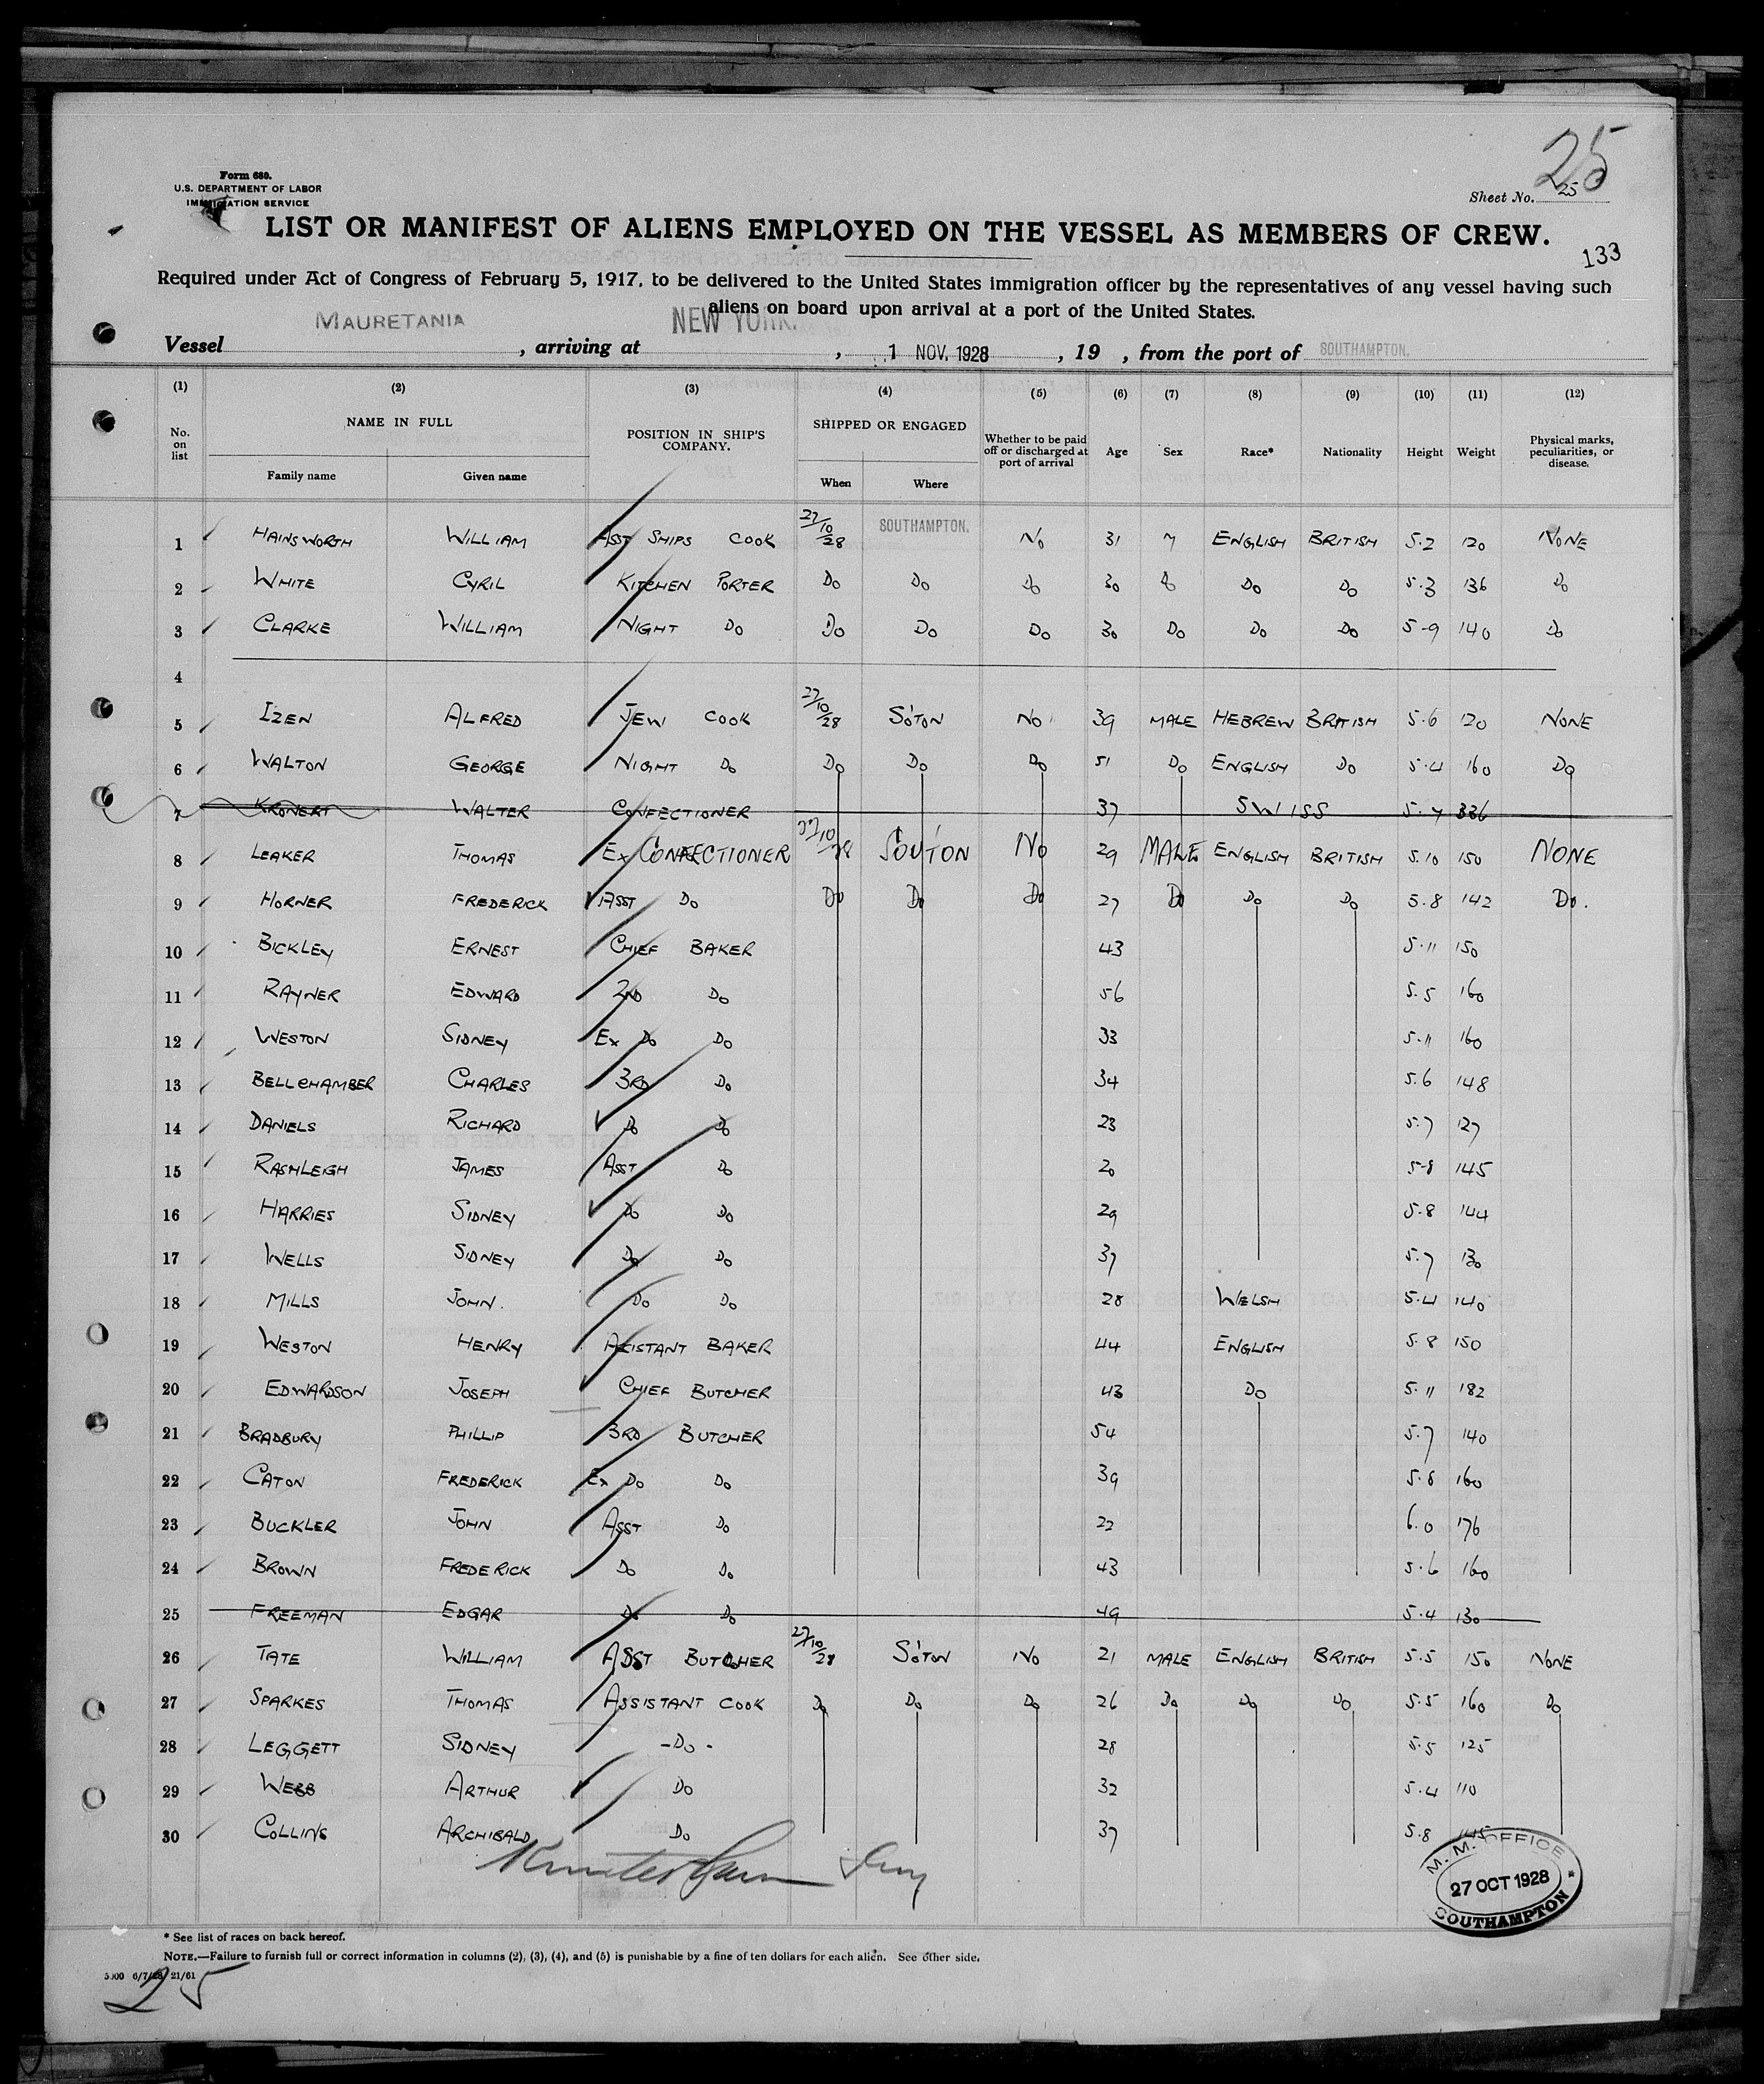 25
Form 680.
U.S. DEPARTMENT OF LABOR
IMMIGRATION SERVICE
Sheet No. 25
LIST OR MANIFEST OF ALIENS EMPLOYED ON THE VESSEL AS MEMBERS OF CREW.
133
Required under Act of Congress of February 5, 1917, to be delivered to the United States immigration officer by the representatives of any vessel having such
aliens on board upon arrival at a port of the United States.
Vessel MAURETANIA, arriving at NEW YORK., 1 NOV. 1928, 19 , from the port of SOUTHAMPTON.
(1) (2) (3) (4) (5) (6) (7) (8) (9) (10) (11) (12)
No. on list NAME IN FULL Family name Given name POSITION IN SHIP'S COMPANY. SHIPPED OR ENGAGED When Where Whether to be paid off or discharged at port of arrival Age Sex Race* Nationality Height Weight Physical marks, peculiarities, or disease.
1 HAINSWORTH WILLIAM ASST SHIPS COOK 27/10/28 SOUTHAMPTON. NO 31 M ENGLISH BRITISH 5.2 120 NONE
2 WHITE CYRIL KITCHEN PORTER DO DO DO 30 DO DO DO 5.3 136 DO
3 CLARKE WILLIAM NIGHT DO DO DO DO 30 DO DO DO 5-9 140 DO
4
5 IZEN ALFRED JEW COOK 27/10/28 SO'TON NO 39 MALE HEBREW BRITISH 5.6 120 NONE
6 WALTON GEORGE NIGHT DO DO DO DO 51 DO ENGLISH DO 5.4 160 DO
7 KRONERT WALTER CONFECTIONER 37 SWISS 5.7 336
8 LEAKER THOMAS EX CONFECTIONER 27/10/28 SOUTON NO 29 MALE ENGLISH BRITISH 5.10 150 NONE
9 HORNER FREDERICK ASST DO DO DO DO 27 DO DO DO 5.8 142 DO.
10 BICKLEY ERNEST CHIEF BAKER 43 5.11 150
11 RAYNER EDWARD 2ND DO 56 5.5 160
12 WESTON SIDNEY EX DO DO 33 5.11 160
13 BELLCHAMBER CHARLES 3RD DO 34 5.6 148
14 DANIELS RICHARD DO DO 23 5.7 127
15 RASHLEIGH JAMES ASST DO 20 5-8 145
16 HARRIES SIDNEY DO DO 29 5.8 144
17 WELLS SIDNEY DO DO 37 5.7 130
18 MILLS JOHN. DO DO 28 WELSH 5.4 140
19 WESTON HENRY ASSISTANT BAKER 44 ENGLISH 5.8 150
20 EDWARDSON JOSEPH CHIEF BUTCHER 43 DO 5.11 182
21 BRADBURY PHILLIP 3RD BUTCHER 54 5.7 140
22 CATON FREDERICK EX DO DO 39 5.8 160
23 BUCKLER JOHN ASST DO 22 6.0 176
24 BROWN FREDERICK DO DO 43 5.6 160
25 FREEMAN EDGAR DO DO 49 5.4 130
26 TATE WILLIAM ASST BUTCHER 27/10/28 SO'TON NO 21 MALE ENGLISH BRITISH 5.5 150 NONE
27 SPARKES THOMAS ASSISTANT COOK DO DO DO 26 DO DO DO 5.5 160 DO
28 LEGGETT SIDNEY -DO- 28 5.5 125
29 WEBB ARTHUR DO 32 5.4 110
30 COLLINS ARCHIBALD DO 37 5.8 145
M. M. OFFICE
27 OCT 1928
SOUTHAMPTON
* See list of races on back hereof.
NOTE.—Failure to furnish full or correct information in columns (2), (3), (4), and (5) is punishable by a fine of ten dollars for each alien. See other side.
5000 6/7/28 21/61
25